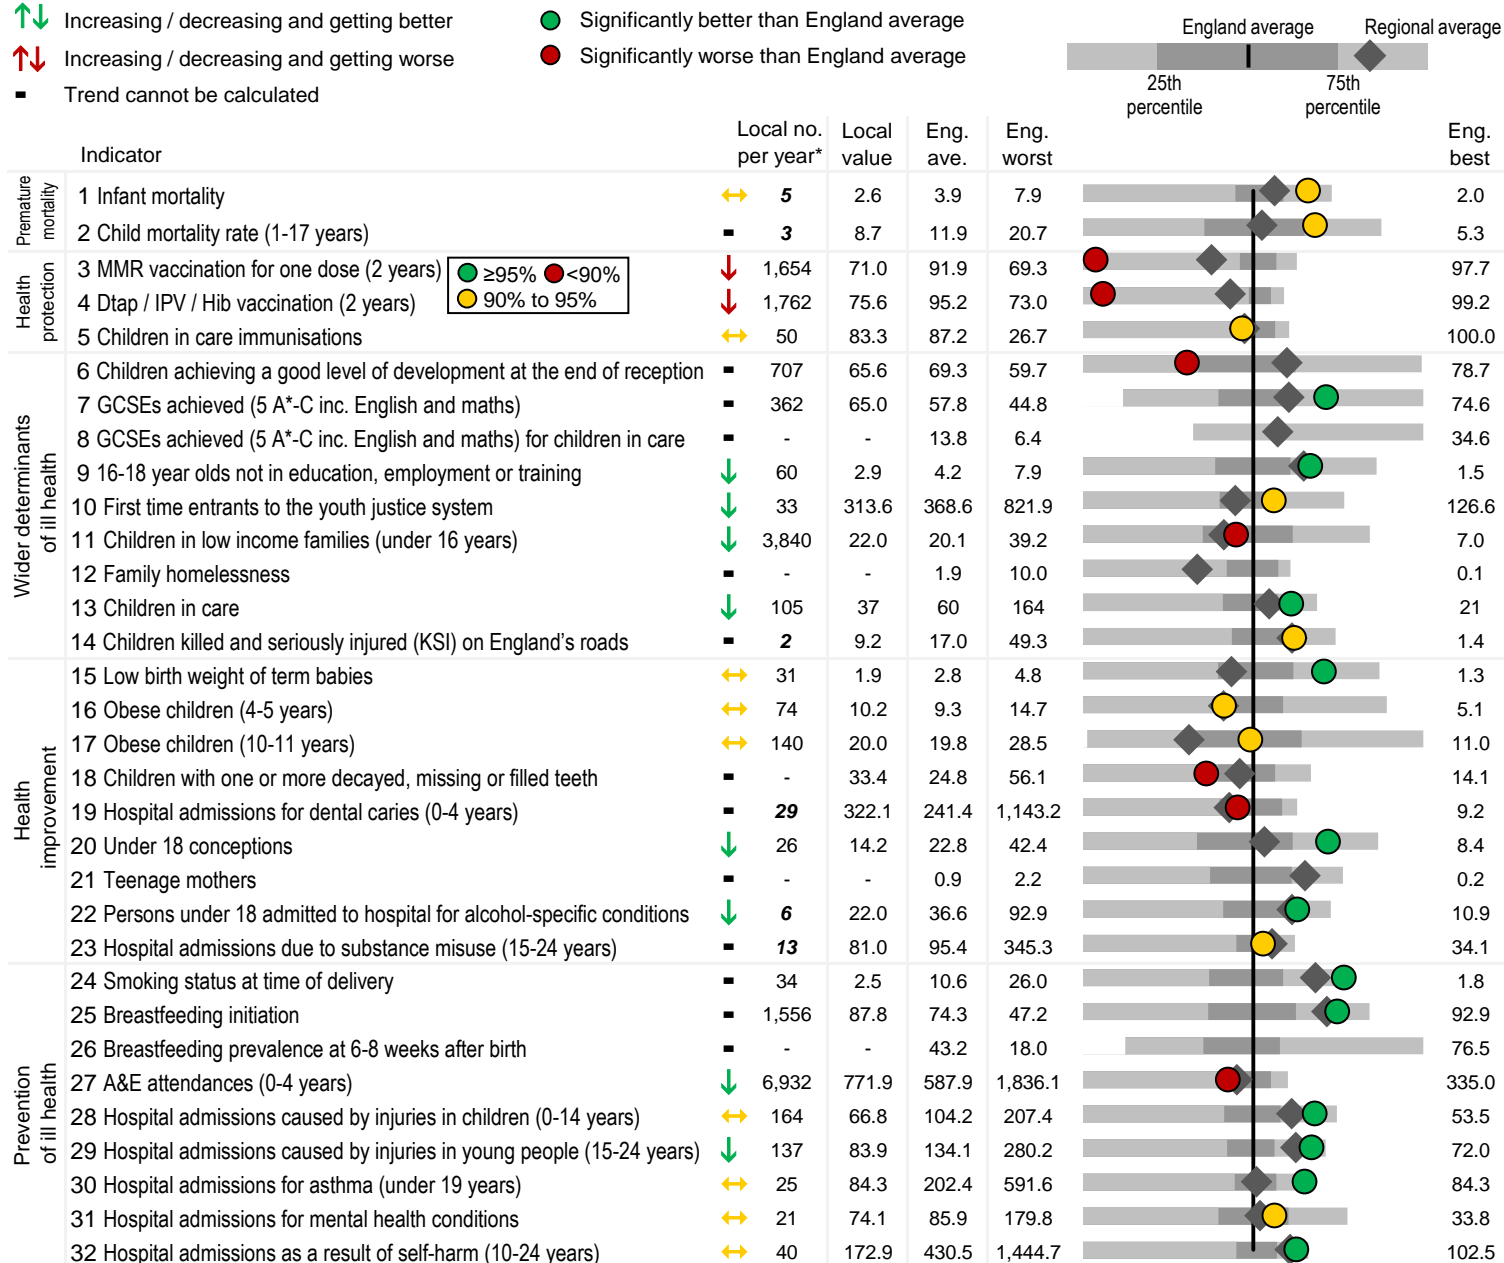 ↑↓ Increasing / decreasing and getting better
Significantly better than England average
↑↓ Increasing / decreasing and getting worse
Significantly worse than England average
- Trend cannot be calculated
England average
Regional average
25th percentile
75th percentile
Indicator
Local no. per year*
Local value
Eng. ave.
Eng. worst
Eng. best
Premature mortality
1 Infant mortality ↔ 5 2.6 3.9 7.9 2.0
2 Child mortality rate (1-17 years) - 3 8.7 11.9 20.7 5.3
Health protection
3 MMR vaccination for one dose (2 years) ↓ 1,654 71.0 91.9 69.3 97.7
≥95% <90%
90% to 95%
4 Dtap / IPV / Hib vaccination (2 years) ↓ 1,762 75.6 95.2 73.0 99.2
5 Children in care immunisations ↔ 50 83.3 87.2 26.7 100.0
Wider determinants of ill health
6 Children achieving a good level of development at the end of reception - 707 65.6 69.3 59.7 78.7
7 GCSEs achieved (5 A*-C inc. English and maths) - 362 65.0 57.8 44.8 74.6
8 GCSEs achieved (5 A*-C inc. English and maths) for children in care - - - 13.8 6.4 34.6
9 16-18 year olds not in education, employment or training ↓ 60 2.9 4.2 7.9 1.5
10 First time entrants to the youth justice system ↓ 33 313.6 368.6 821.9 126.6
11 Children in low income families (under 16 years) ↓ 3,840 22.0 20.1 39.2 7.0
12 Family homelessness - - - 1.9 10.0 0.1
13 Children in care ↓ 105 37 60 164 21
14 Children killed and seriously injured (KSI) on England's roads - 2 9.2 17.0 49.3 1.4
Health improvement
15 Low birth weight of term babies ↔ 31 1.9 2.8 4.8 1.3
16 Obese children (4-5 years) ↔ 74 10.2 9.3 14.7 5.1
17 Obese children (10-11 years) ↔ 140 20.0 19.8 28.5 11.0
18 Children with one or more decayed, missing or filled teeth - - 33.4 24.8 56.1 14.1
19 Hospital admissions for dental caries (0-4 years) - 29 322.1 241.4 1,143.2 9.2
20 Under 18 conceptions ↓ 26 14.2 22.8 42.4 8.4
21 Teenage mothers - - - 0.9 2.2 0.2
22 Persons under 18 admitted to hospital for alcohol-specific conditions ↓ 6 22.0 36.6 92.9 10.9
23 Hospital admissions due to substance misuse (15-24 years) - 13 81.0 95.4 345.3 34.1
Prevention of ill health
24 Smoking status at time of delivery - 34 2.5 10.6 26.0 1.8
25 Breastfeeding initiation - 1,556 87.8 74.3 47.2 92.9
26 Breastfeeding prevalence at 6-8 weeks after birth - - - 43.2 18.0 76.5
27 A&E attendances (0-4 years) ↓ 6,932 771.9 587.9 1,836.1 335.0
28 Hospital admissions caused by injuries in children (0-14 years) ↔ 164 66.8 104.2 207.4 53.5
29 Hospital admissions caused by injuries in young people (15-24 years) ↓ 137 83.9 134.1 280.2 72.0
30 Hospital admissions for asthma (under 19 years) ↔ 25 84.3 202.4 591.6 84.3
31 Hospital admissions for mental health conditions ↔ 21 74.1 85.9 179.8 33.8
32 Hospital admissions as a result of self-harm (10-24 years) ↔ 40 172.9 430.5 1,444.7 102.5